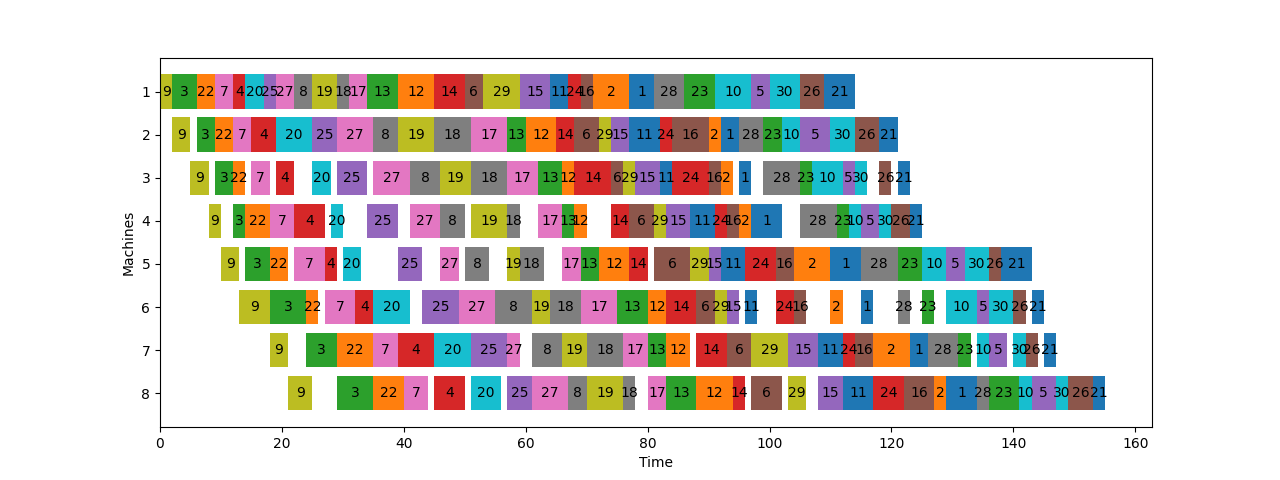 1 9 3 22 7 4 20 25 27 8 19 18 17 13 12 14 6 29 15 11 24 16 2 1 28 23 10 5 30 26 21
2 9 3 22 7 4 20 25 27 8 19 18 17 13 12 14 6 29 15 11 24 16 2 1 28 23 10 5 30 26 21
3 9 3 22 7 4 20 25 27 8 19 18 17 13 12 14 6 29 15 11 24 16 2 1 28 23 10 5 30 26 21
4 9 3 22 7 4 20 25 27 8 19 18 17 13 12 14 6 29 15 11 24 16 2 1 28 23 10 5 30 26 21
5 9 3 22 7 4 20 25 27 8 19 18 17 13 12 14 6 29 15 11 24 16 2 1 28 23 10 5 30 26 21
6 9 3 22 7 4 20 25 27 8 19 18 17 13 12 14 6 29 15 11 24 16 2 1 28 23 10 5 30 26 21
7 9 3 22 7 4 20 25 27 8 19 18 17 13 12 14 6 29 15 11 24 16 2 1 28 23 10 5 30 26 21
8 9 3 22 7 4 20 25 27 8 19 18 17 13 12 14 6 29 15 11 24 16 2 1 28 23 10 5 30 26 21
Machines
0 20 40 60 80 100 120 140 160
Time